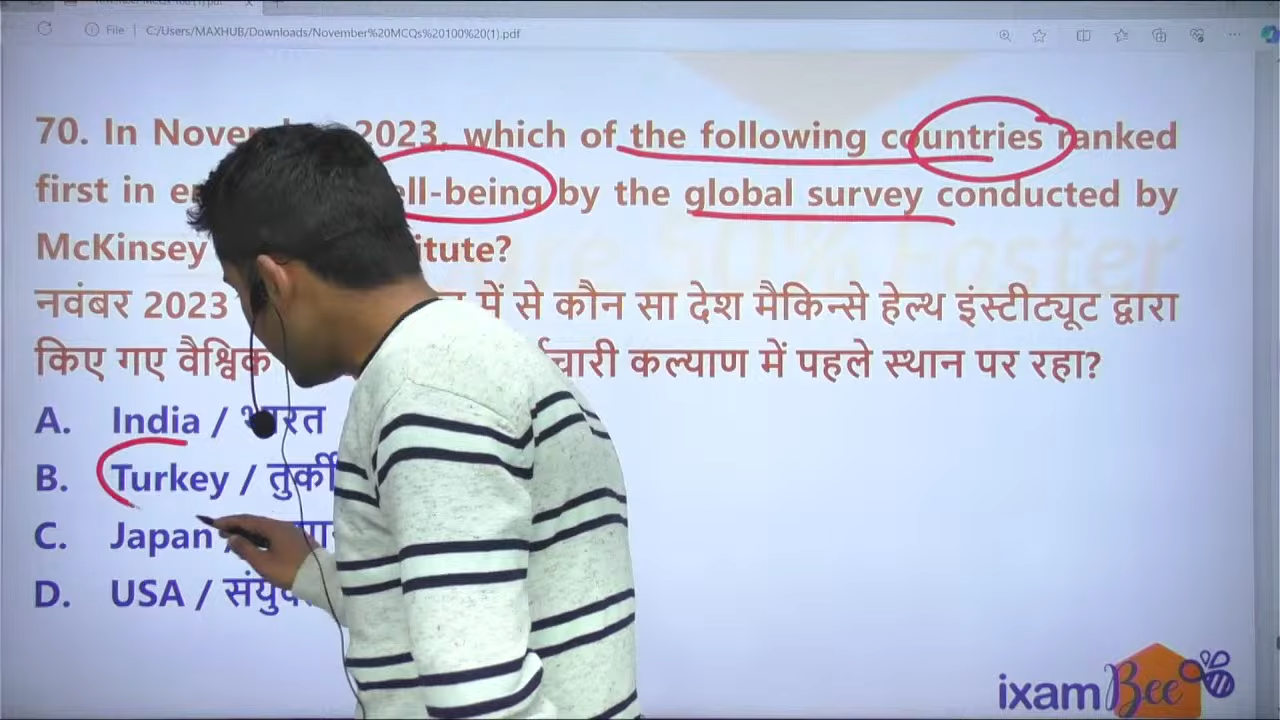 File | C:/Users/MAXHUB/Downloads/November%20MCQs%20100%20(1).pdf
70. In 2023, which of the following countries ranked
first in ell-being by the global survey conducted by
McKinsey itute?
नवंबर 2023 में से कौन सा देश मैकिन्से हेल्थ इंस्टीट्यूट द्वारा
किए गए वैश्विक र्मचारी कल्याण में पहले स्थान पर रहा?
A. India / भारत
B. Turkey / तुर्की
C. Japan /
D. USA /
ixamBee